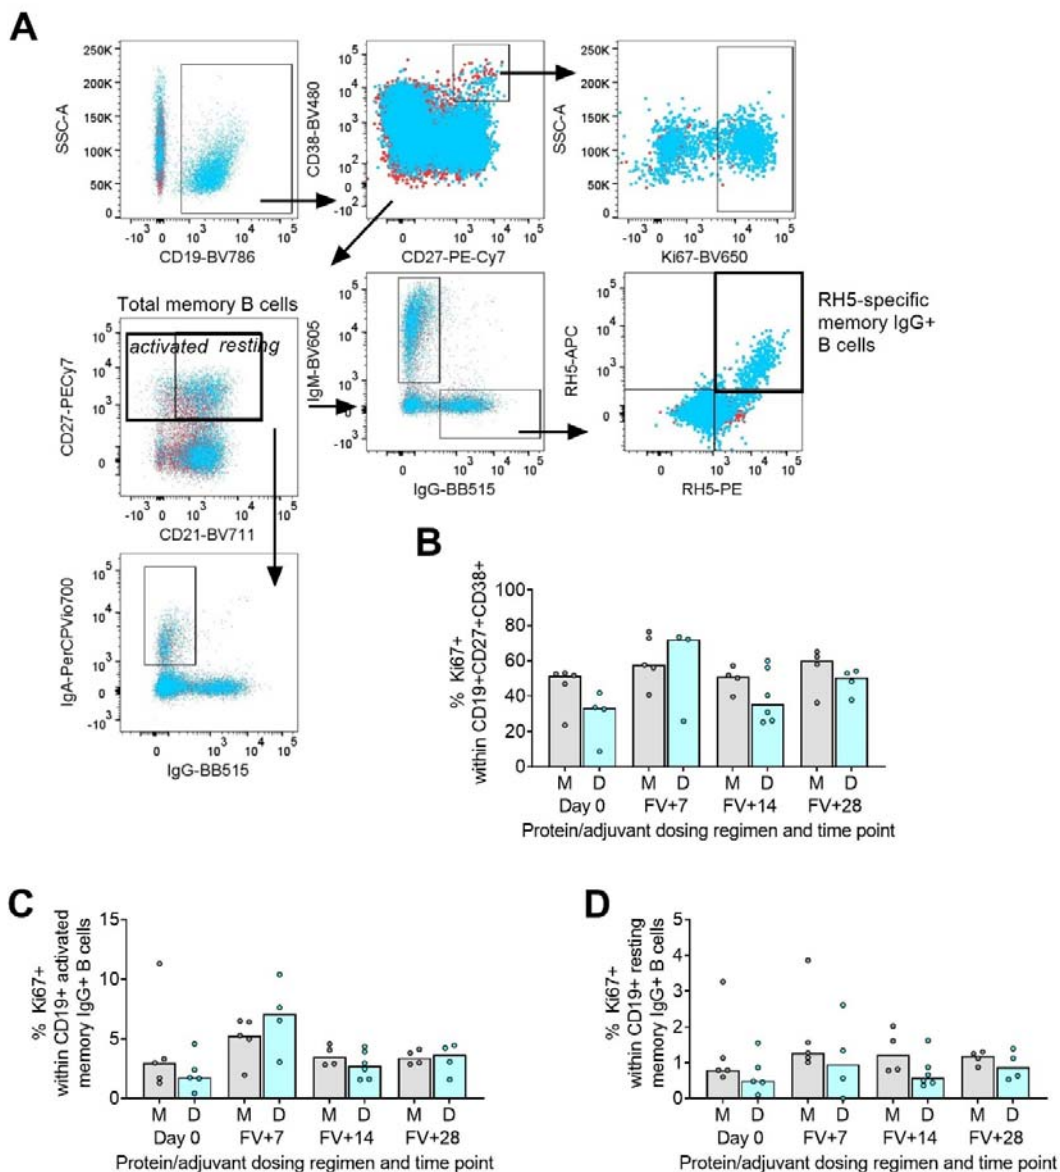 A
250K
200K
150K
100K
50K
0
SSC-A
-10³ 0 10³ 10⁴ 10⁵
CD19-BV786
10⁵
10⁴
10³
10²
0
-10²
CD38-BV480
0 10³ 10⁴ 10⁵
CD27-PE-Cy7
250K
200K
150K
100K
50K
0
SSC-A
-10³ 0 10³ 10⁴ 10⁵
Ki67-BV650
Total memory B cells
activated resting
10⁵
10⁴
10³
0
CD27-PECy7
-10³ 0 10³ 10⁴ 10⁵
CD21-BV711
10⁵
10⁴
10³
0
-10³
IgM-BV605
0 10³ 10⁴ 10⁵
IgG-BB515
10⁵
10⁴
10³
0
RH5-APC
0 10³ 10⁴ 10⁵
RH5-PE
RH5-specific
memory IgG+
B cells
10⁵
10⁴
10³
0
-10³
IgA-PerCPVio700
0 10³ 10⁴ 10⁵
IgG-BB515
B
% Ki67+
within CD19+CD27+CD38+
100
80
60
40
20
0
M D M D M D M D
Day 0 FV+7 FV+14 FV+28
Protein/adjuvant dosing regimen and time point
C
% Ki67+
within CD19+ activated
memory IgG+ B cells
15
10
5
0
M D M D M D M D
Day 0 FV+7 FV+14 FV+28
Protein/adjuvant dosing regimen and time point
D
% Ki67+
within CD19+ resting
memory IgG+ B cells
5
4
3
2
1
0
M D M D M D M D
Day 0 FV+7 FV+14 FV+28
Protein/adjuvant dosing regimen and time point